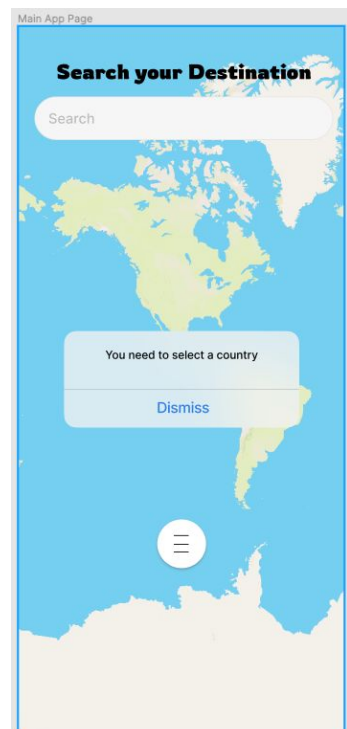 Main App Page
Search your Destination
Search
You need to select a country
Dismiss